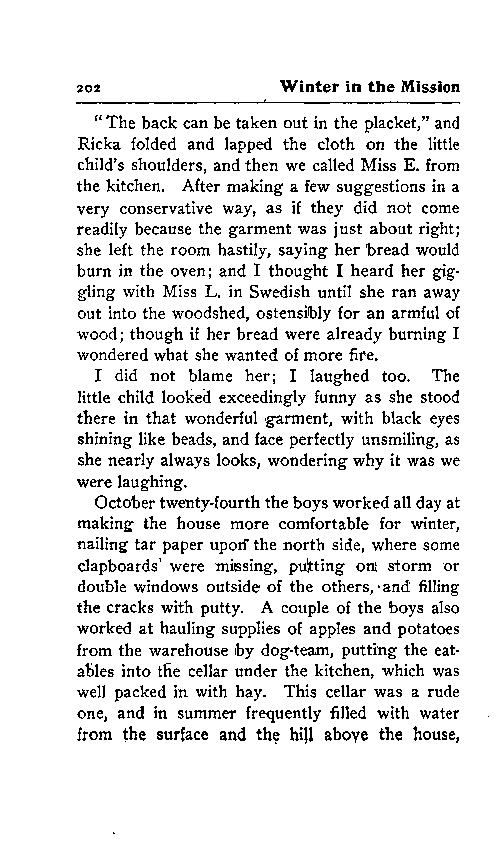 202 Winter in the Mission
"The back can be taken out in the placket," and
Ricka folded and lapped the cloth on the little
child's shoulders, and then we called Miss E. from
the kitchen. After making a few suggestions in a
very conservative way, as if they did not come
readily because the garment was just about right;
she left the room hastily, saying her bread would
burn in the oven; and I thought I heard her gig-
gling with Miss L. in Swedish until she ran away
out into the woodshed, ostensibly for an armful of
wood; though if her bread were already burning I
wondered what she wanted of more fire.
I did not blame her; I laughed too. The
little child looked exceedingly funny as she stood
there in that wonderful garment, with black eyes
shining like beads, and face perfectly unsmiling, as
she nearly always looks, wondering why it was we
were laughing.
October twenty-fourth the boys worked all day at
making the house more comfortable for winter,
nailing tar paper upon the north side, where some
clapboards were missing, putting on storm or
double windows outside of the others, and filling
the cracks with putty. A couple of the boys also
worked at hauling supplies of apples and potatoes
from the warehouse by dog-team, putting the eat-
ables into the cellar under the kitchen, which was
well packed in with hay. This cellar was a rude
one, and in summer frequently filled with water
from the surface and the hill above the house,